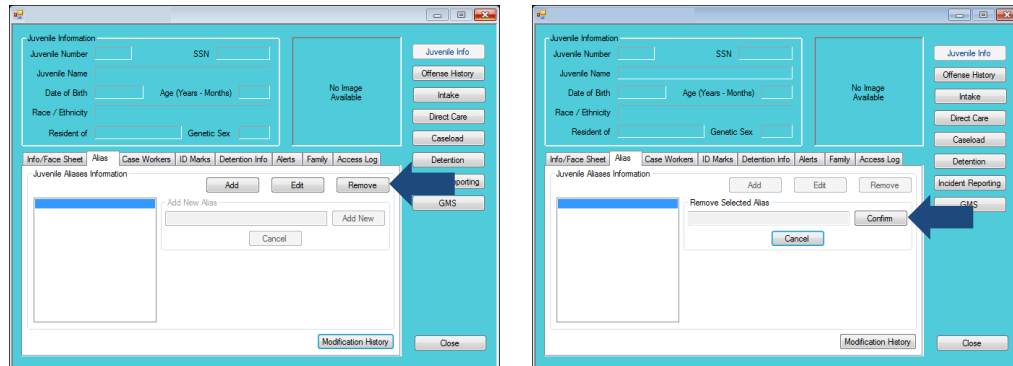 Juvenile Information
Juvenile Number SSN
Juvenile Name
Date of Birth Age (Years - Months)
Race / Ethnicity
Resident of Genetic Sex
No Image
Available
Juvenile Info
Offense History
Intake
Direct Care
Caseload
Detention
porting
GMS
Info/Face Sheet Alias Case Workers ID Marks Detention Info Alerts Family Access Log
Juvenile Aliases Information
Add Edit Remove
Add New Alias
Add New
Cancel
Modification History
Close
Juvenile Information
Juvenile Number SSN
Juvenile Name
Date of Birth Age (Years - Months)
Race / Ethnicity
Resident of Genetic Sex
No Image
Available
Juvenile Info
Offense History
Intake
Direct Care
Caseload
Detention
Incident Reporting
GMS
Info/Face Sheet Alias Case Workers ID Marks Detention Info Alerts Family Access Log
Juvenile Aliases Information
Add Edit Remove
Remove Selected Alias
Confirm
Cancel
Modification History
Close